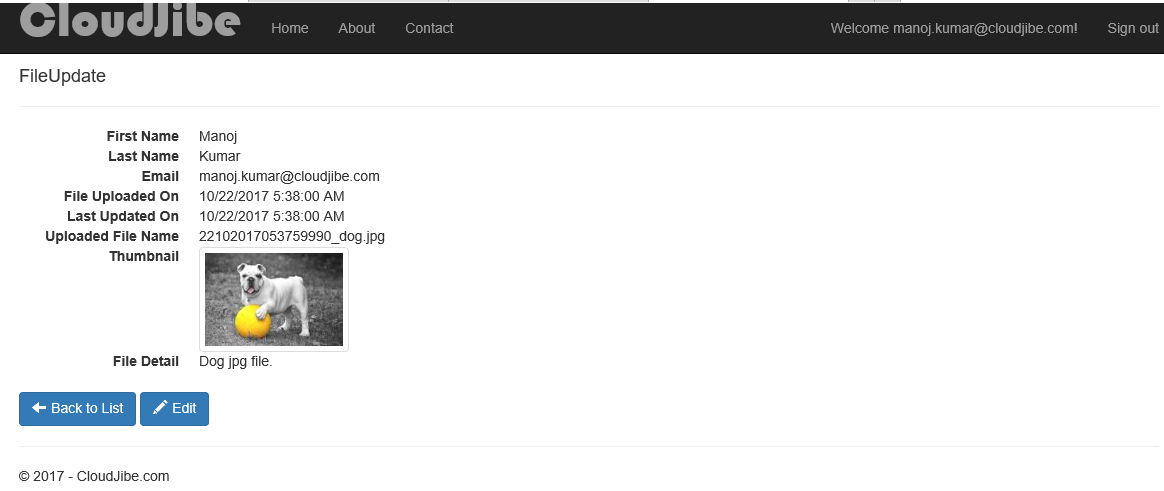 CloudJibe Home About Contact Welcome manoj.kumar@cloudjibe.com! Sign out
FileUpdate
First Name Manoj
Last Name Kumar
Email manoj.kumar@cloudjibe.com
File Uploaded On 10/22/2017 5:38:00 AM
Last Updated On 10/22/2017 5:38:00 AM
Uploaded File Name 22102017053759990_dog.jpg
Thumbnail
File Detail Dog jpg file.
Back to List Edit
© 2017 - CloudJibe.com